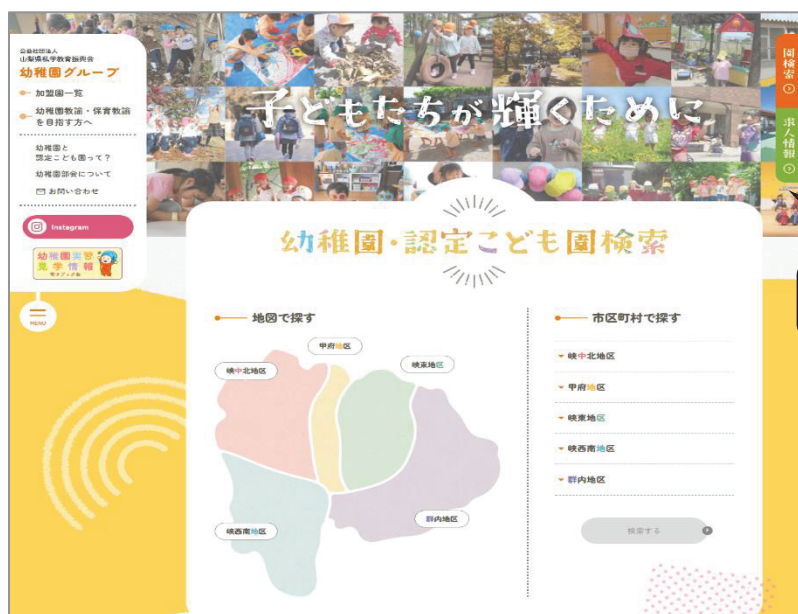 公益社団法人
山梨県私学教育振興会
幼稚園グループ
加盟園一覧
幼稚園教諭・保育教諭
を目指す方へ
幼稚園と
認定こども園って？
幼稚園部会について
お問い合わせ
Instagram
幼稚園実習
見学情報
MENU
子どもたちが輝くために
園検索
求人情報
幼稚園・認定こども園検索
地図で探す
甲府地区
峡中北地区
峡東地区
峡西南地区
群内地区
市区町村で探す
峡中北地区
甲府地区
峡東地区
峡西南地区
群内地区
検索する